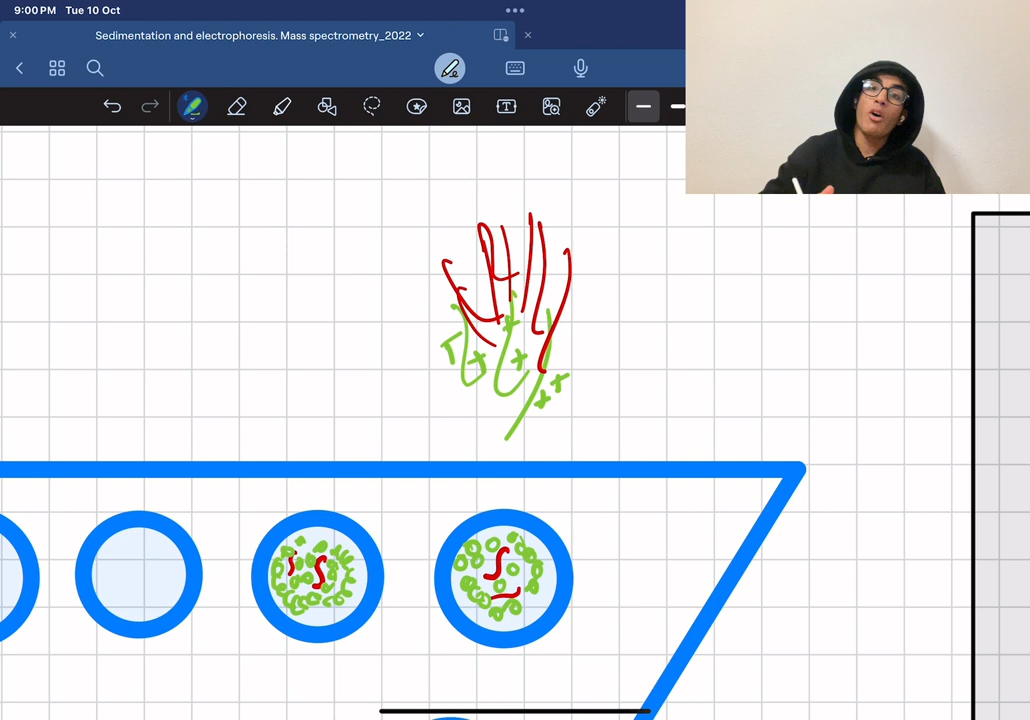 9:00 PM Tue 10 Oct
Sedimentation and electrophoresis. Mass spectrometry_2022